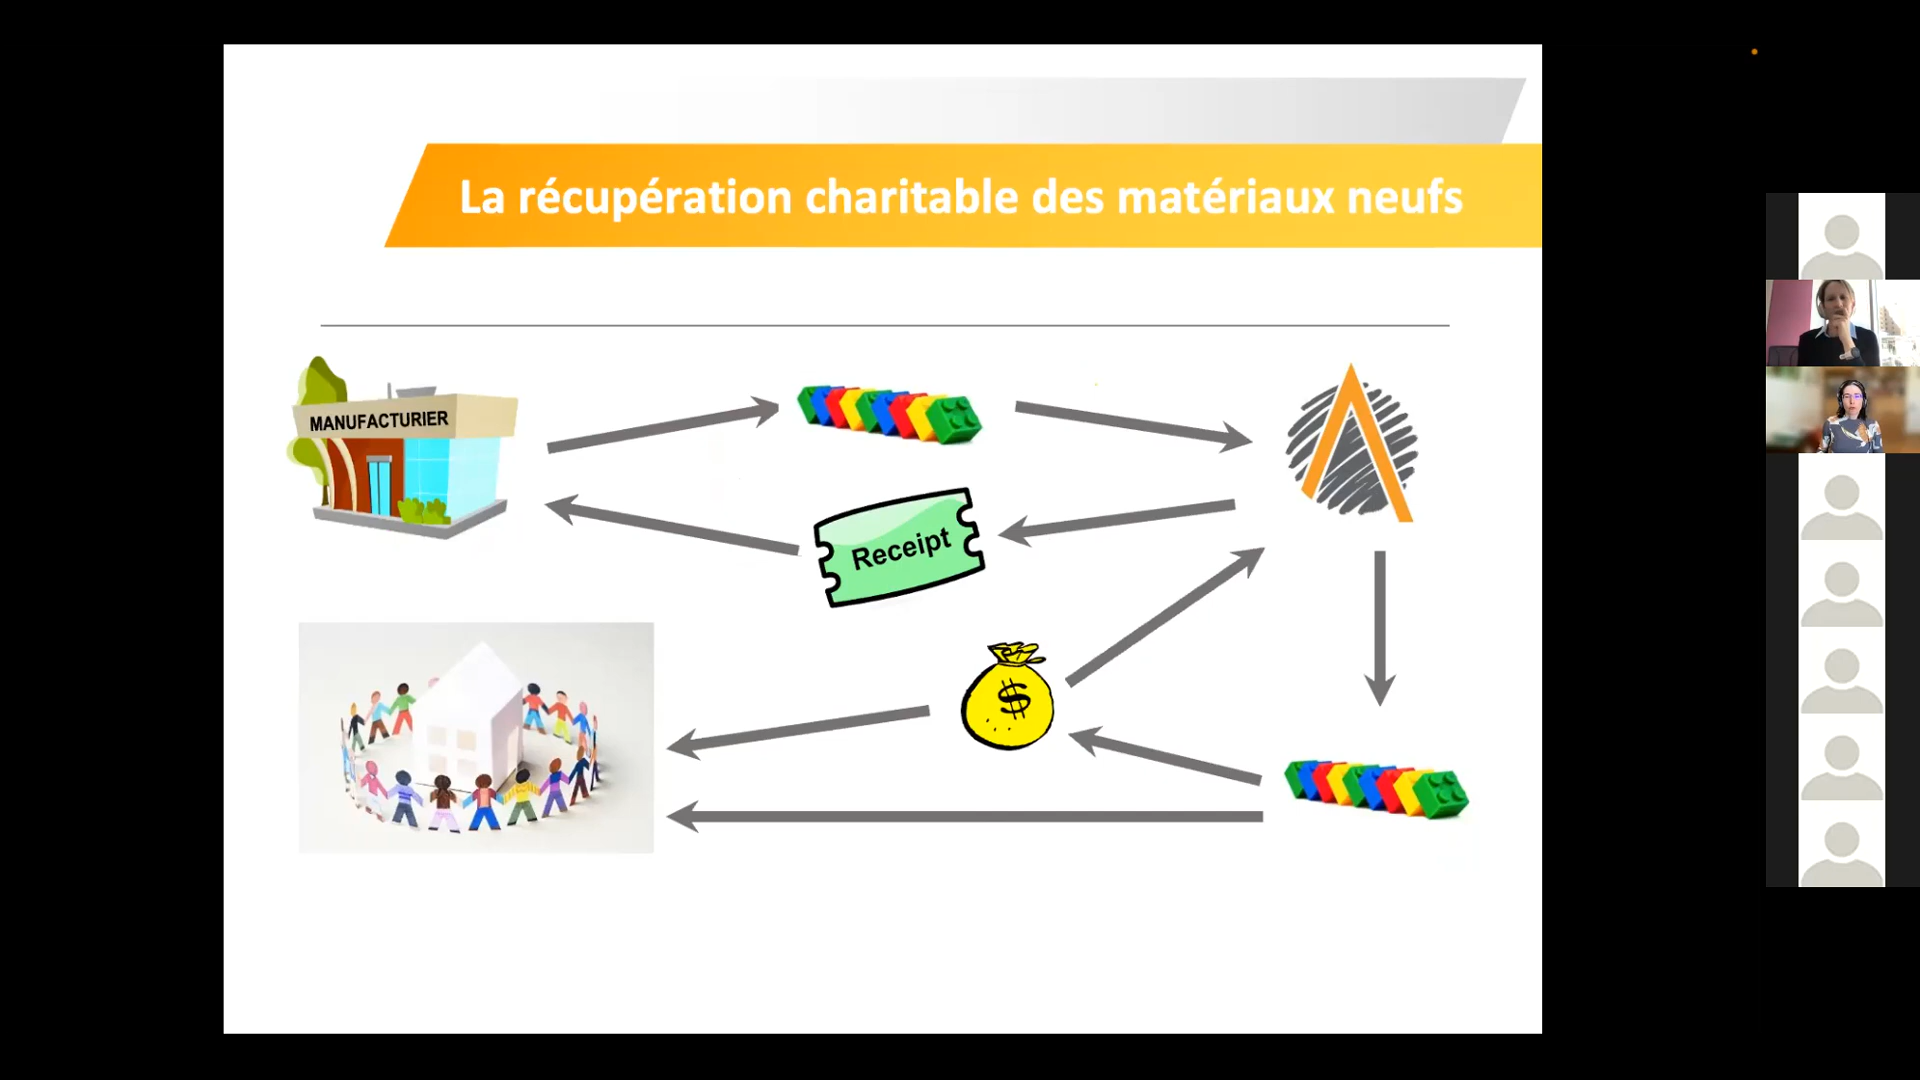 La récupération charitable des matériaux neufs
MANUFACTURIER
Receipt
$